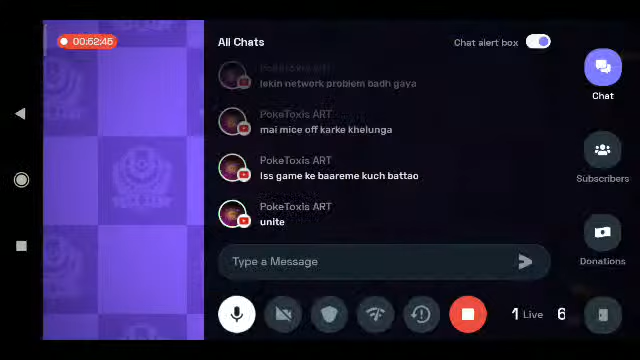 00:52:45
All Chats
Chat alert box
PokeToxis ART
lekin network problem badh gaya
PokeToxis ART
mai mice off karke khelunga
PokeToxis ART
Iss game ke baareme kuch battao
PokeToxis ART
unite
Type a Message
Chat
Subscribers
Donations
1 Live 6